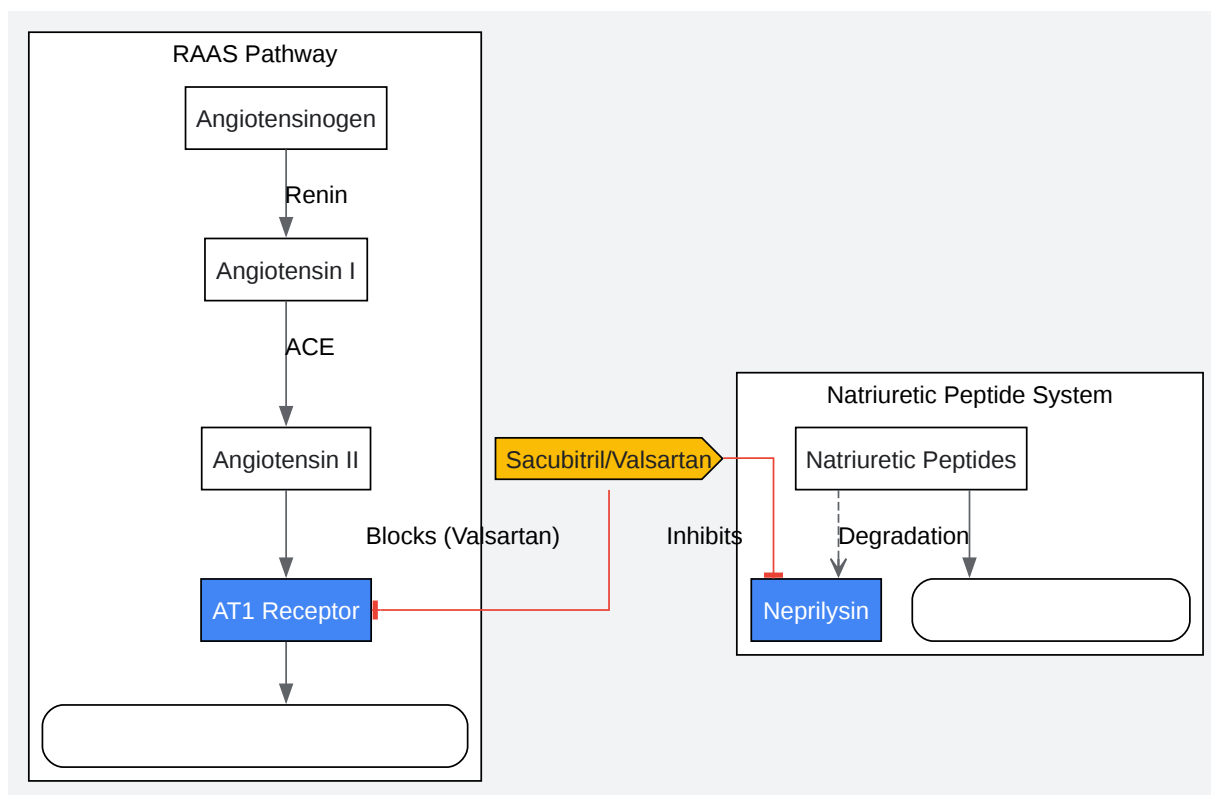 RAAS Pathway
Angiotensinogen
Renin
Angiotensin I
ACE
Angiotensin II
Blocks (Valsartan)
AT1 Receptor
Sacubitril/Valsartan
Inhibits
Natriuretic Peptide System
Natriuretic Peptides
Degradation
Neprilysin